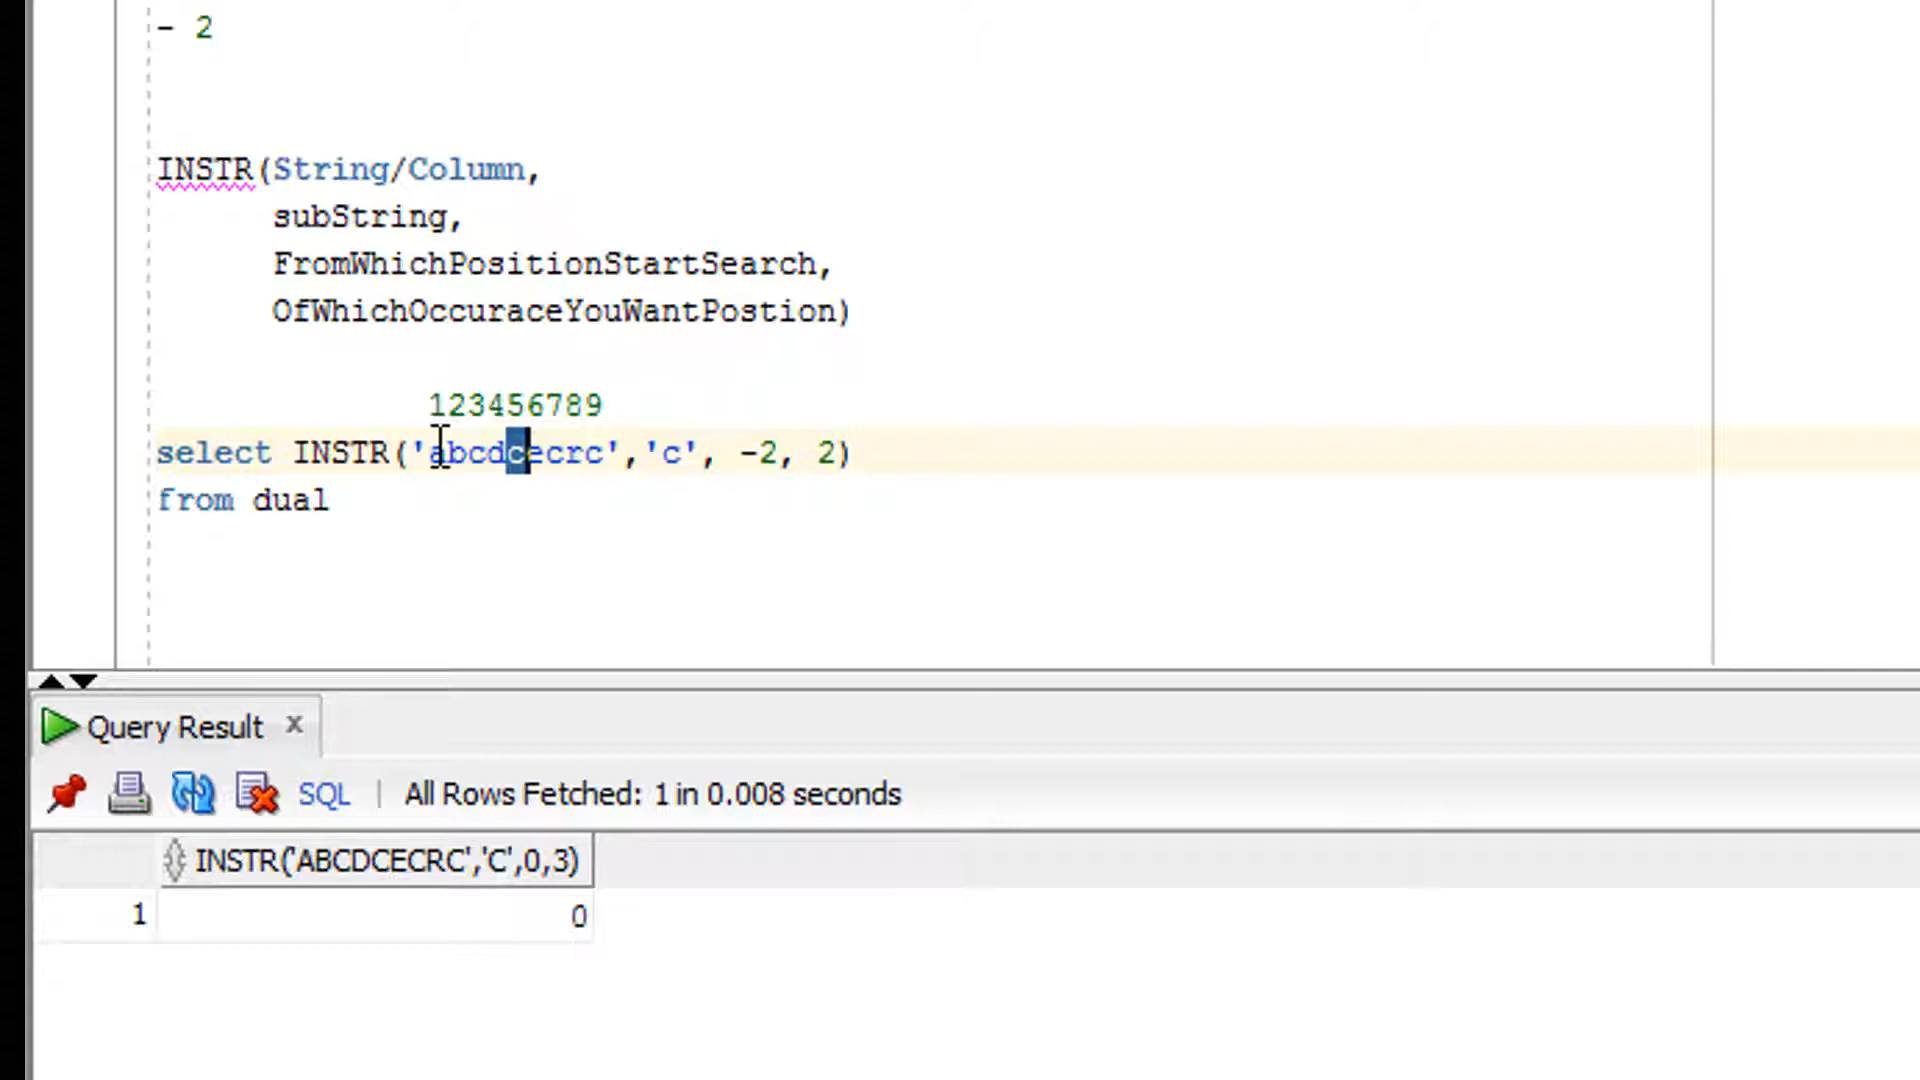 - 2
INSTR(String/Column,
subString,
FromWhichPositionStartSearch,
OfWhichOccuraceYouWantPostion)
123456789
select INSTR('abcdcecrc','c', -2, 2)
from dual
Query Result x
SQL | All Rows Fetched: 1 in 0.008 seconds
INSTR('ABCDCECRC','C',0,3)
1 0